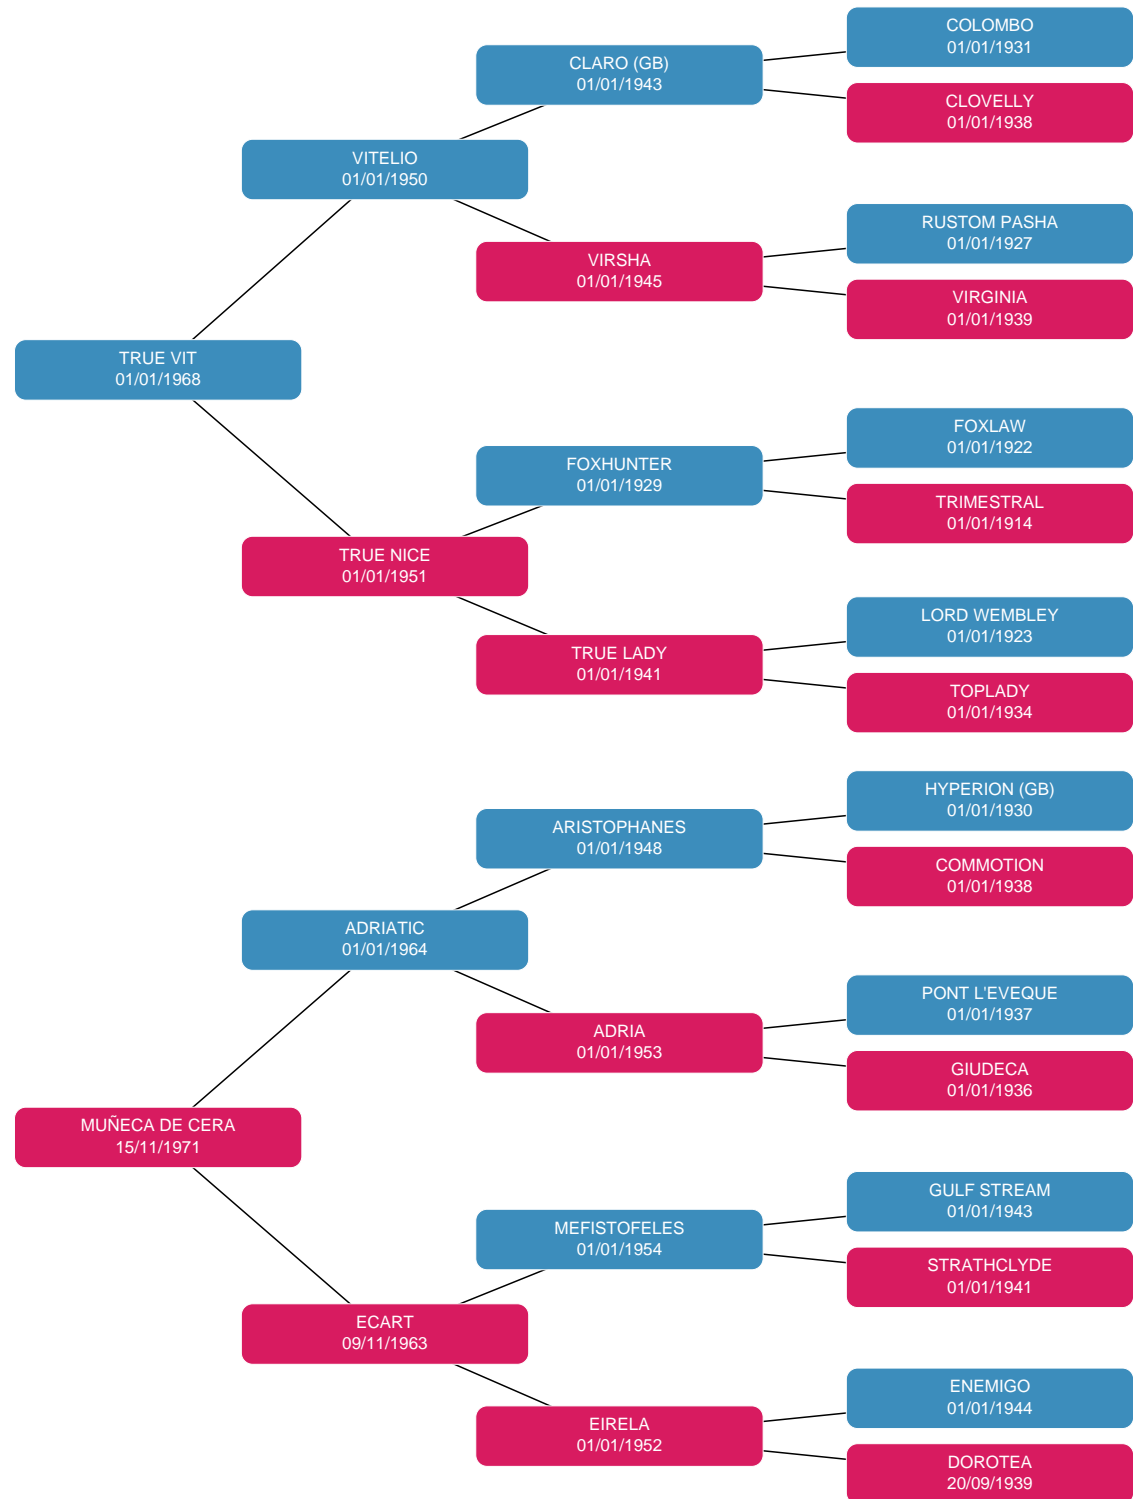 COLOMBO
01/01/1931
CLARO (GB)
01/01/1943
CLOVELLY
01/01/1938
VITELIO
01/01/1950
RUSTOM PASHA
01/01/1927
VIRSHA
01/01/1945
VIRGINIA
01/01/1939
TRUE VIT
01/01/1968
FOXLAW
01/01/1922
FOXHUNTER
01/01/1929
TRIMESTRAL
01/01/1914
TRUE NICE
01/01/1951
LORD WEMBLEY
01/01/1923
TRUE LADY
01/01/1941
TOPLADY
01/01/1934
HYPERION (GB)
01/01/1930
ARISTOPHANES
01/01/1948
COMMOTION
01/01/1938
ADRIATIC
01/01/1964
PONT L'EVEQUE
01/01/1937
ADRIA
01/01/1953
GIUDECA
01/01/1936
MUÑECA DE CERA
15/11/1971
GULF STREAM
01/01/1943
MEFISTOFELES
01/01/1954
STRATHCLYDE
01/01/1941
ECART
09/11/1963
ENEMIGO
01/01/1944
EIRELA
01/01/1952
DOROTEA
20/09/1939